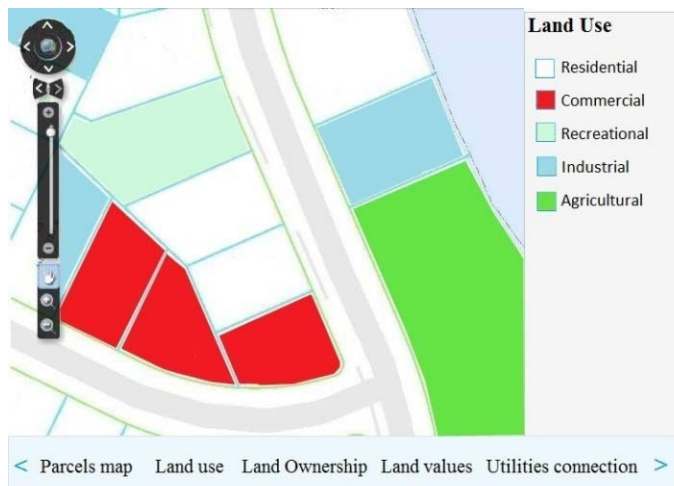 Land Use
Residential
Commercial
Recreational
Industrial
Agricultural
< Parcels map Land use Land Ownership Land values Utilities connection >